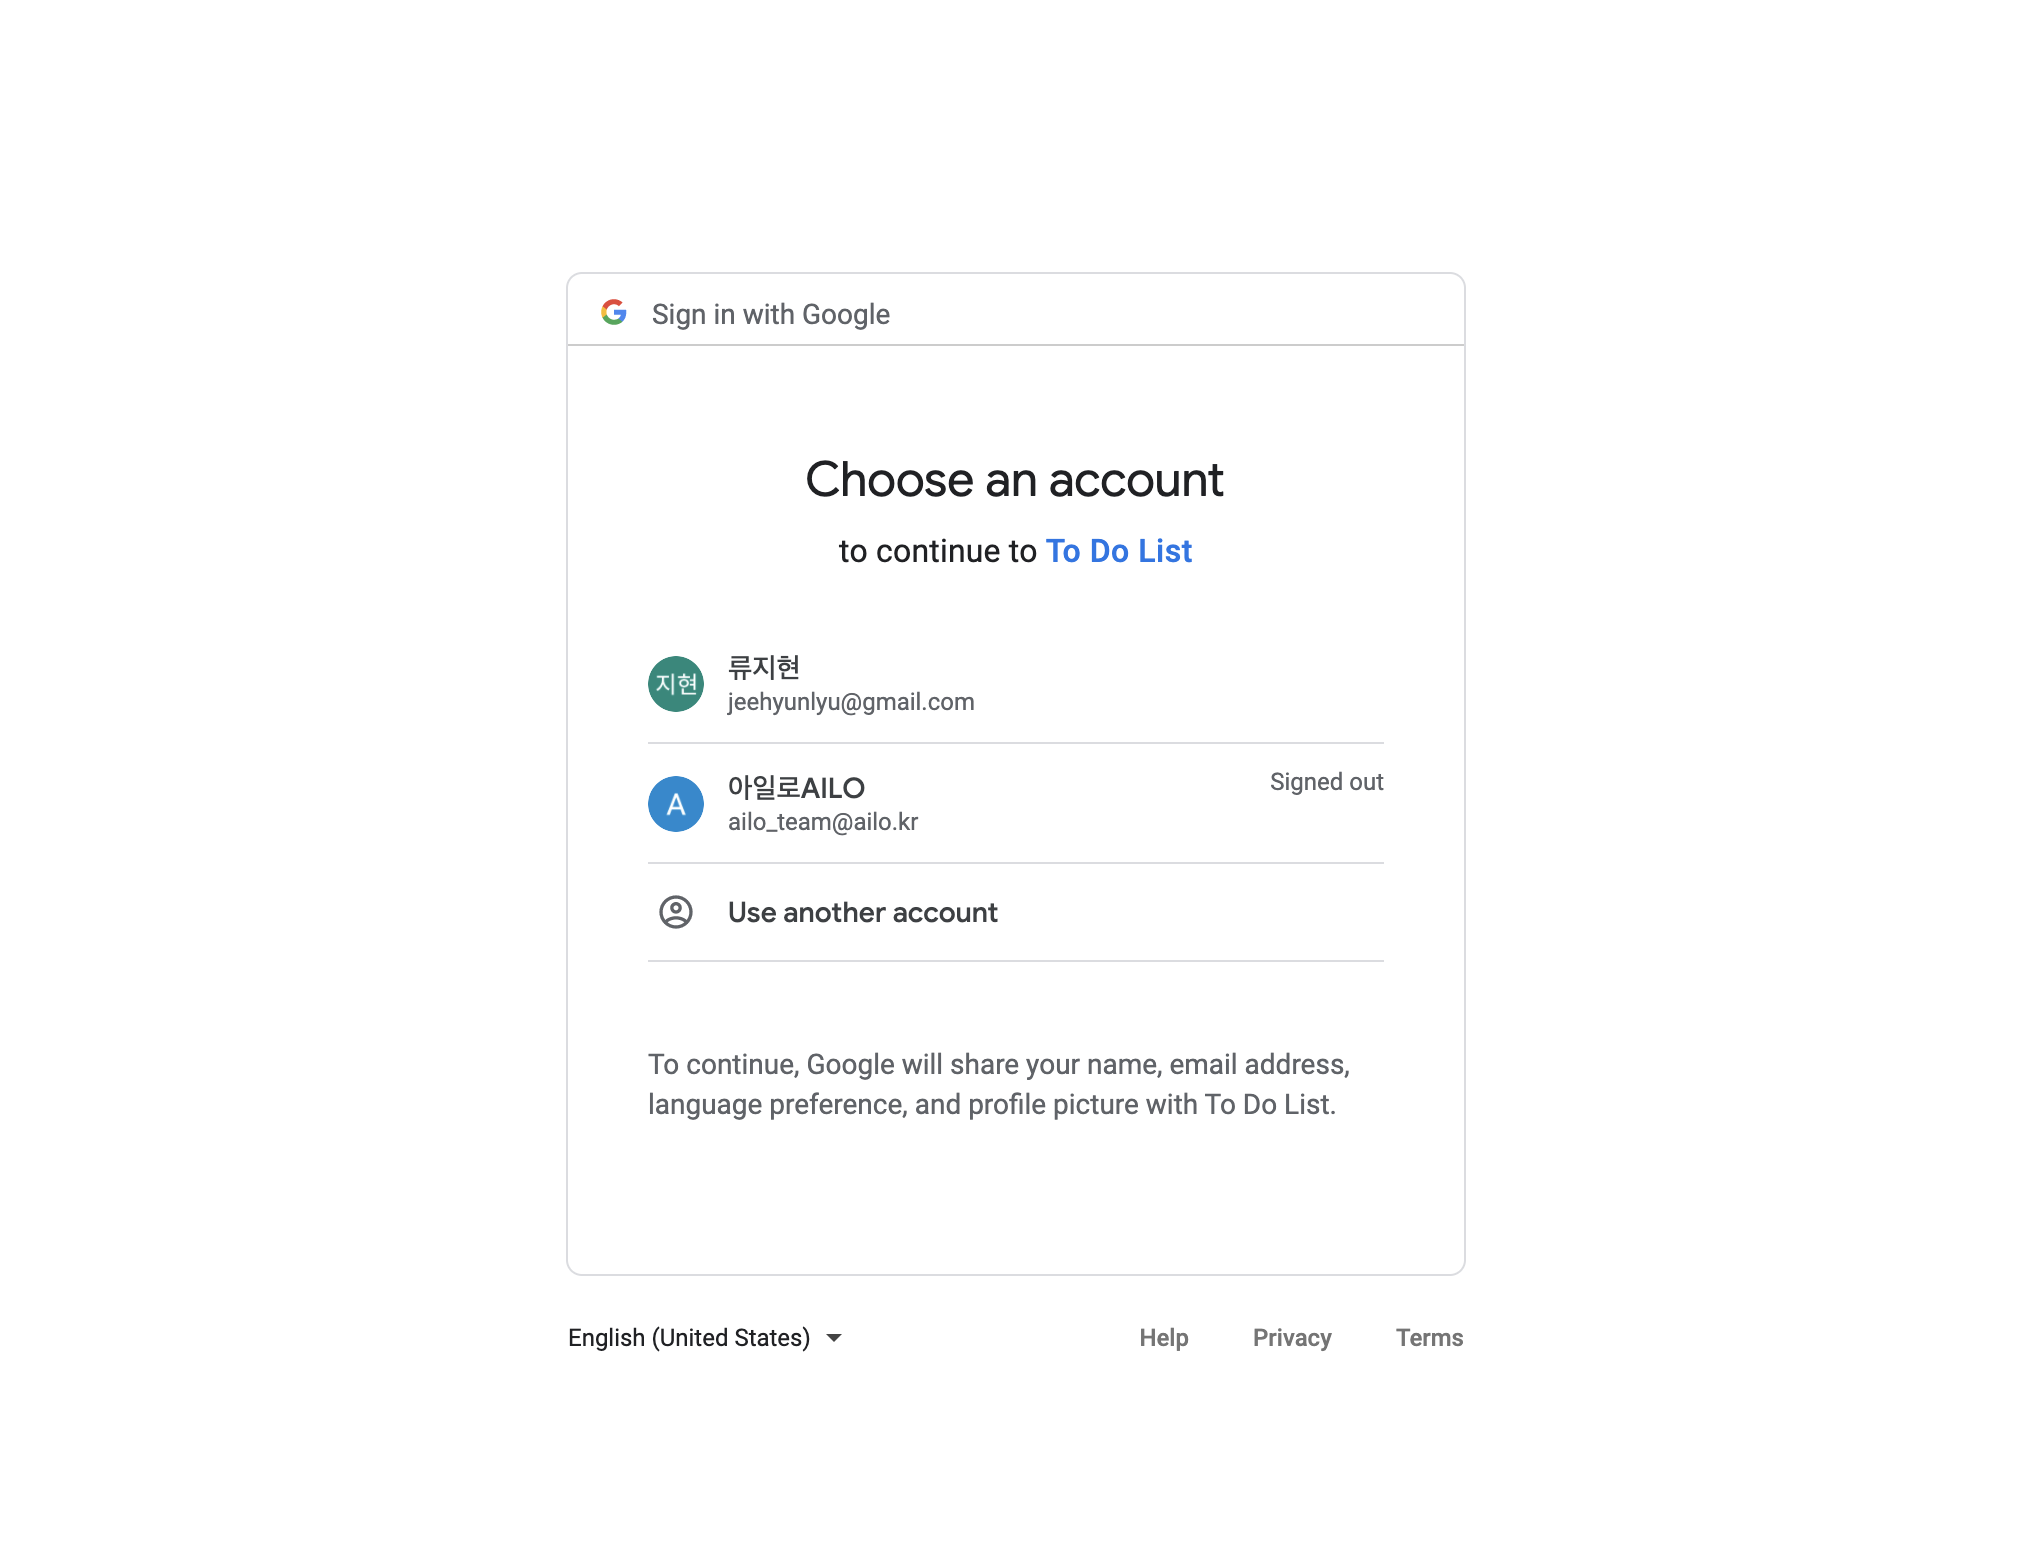 Sign in with Google
Choose an account
to continue to To Do List
지현
류지현
jeehyunlyu@gmail.com
A
아일로AILO
Signed out
ailo_team@ailo.kr
Use another account
To continue, Google will share your name, email address,
language preference, and profile picture with To Do List.
English (United States)
Help
Privacy
Terms